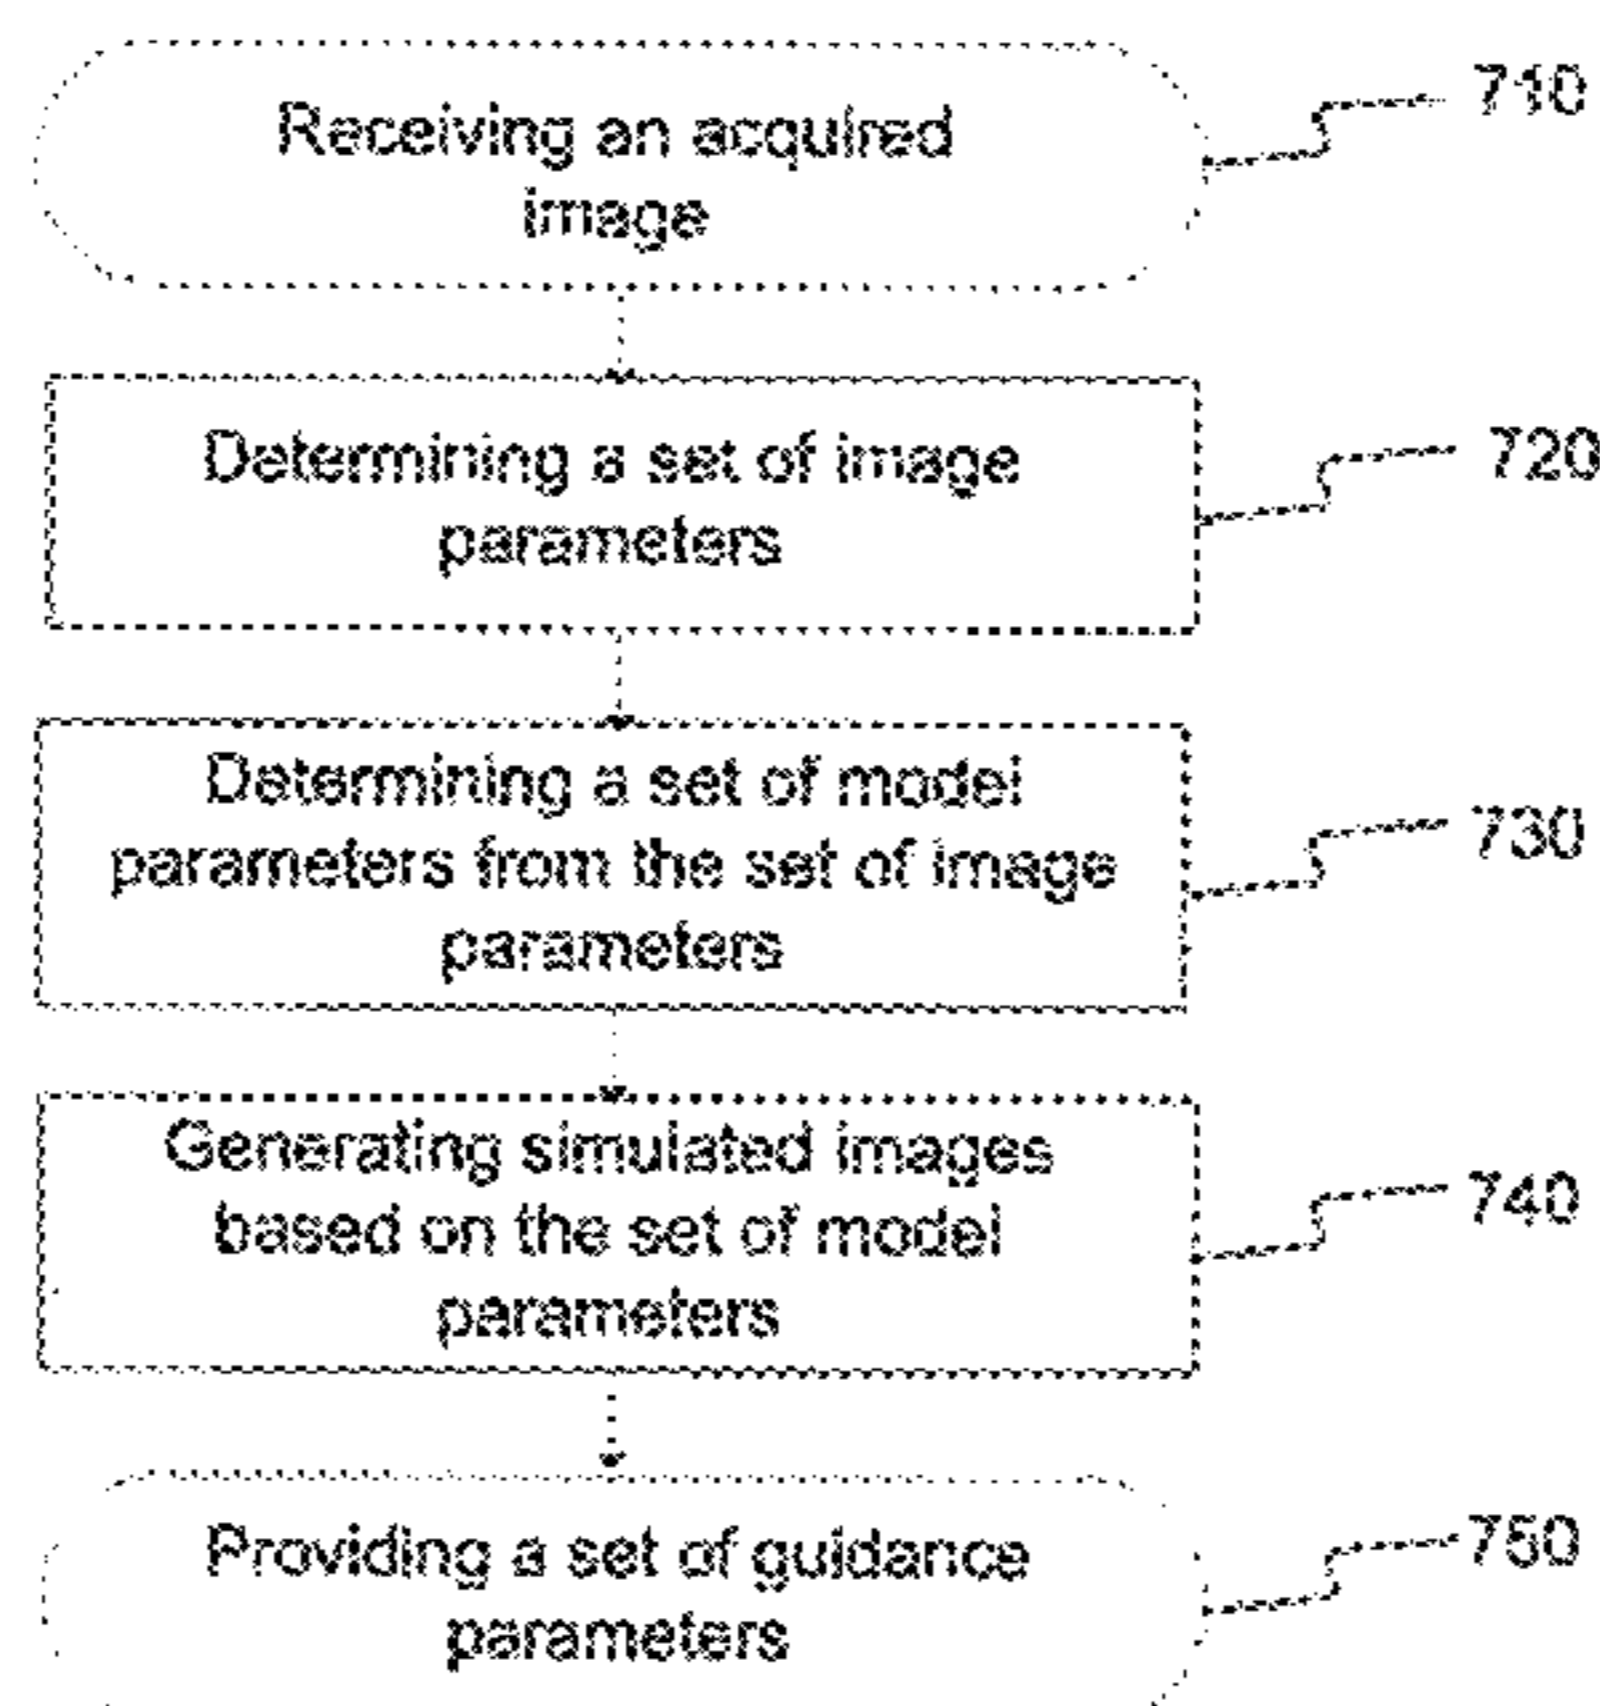 Receiving an acquired
image
710
Determining a set of image
parameters
720
Determining a set of model
parameters from the set of image
parameters
730
Generating simulated images
based on the set of model
parameters
740
Providing a set of guidance
parameters
750